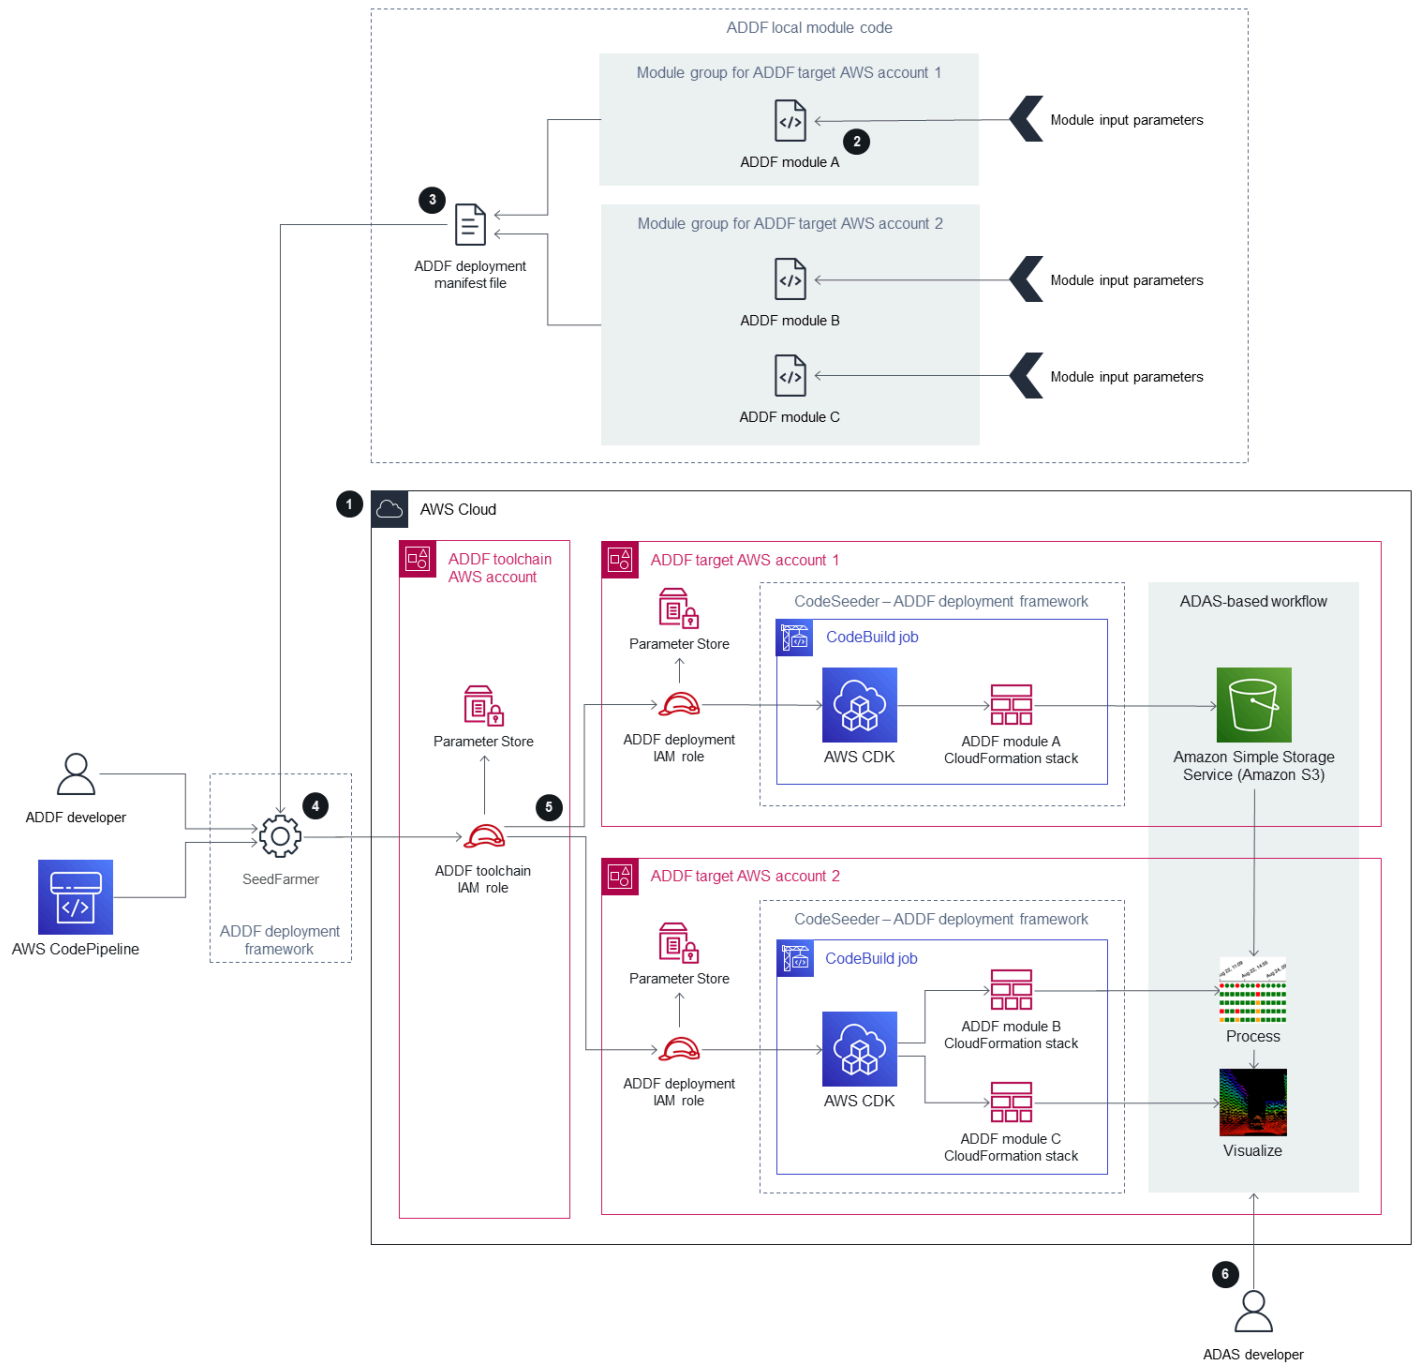 ADDF local module code
Module group for ADDF target AWS account 1
</>
Module input parameters
2
ADDF module A
3
Module group for ADDF target AWS account 2
ADDF deployment
manifest file
</>
Module input parameters
ADDF module B
</>
Module input parameters
ADDF module C
1
AWS Cloud
ADDF toolchain
AWS account
ADDF target AWS account 1
CodeSeeder – ADDF deployment framework
ADAS-based workflow
CodeBuild job
Parameter Store
Parameter Store
ADDF deployment
IAM role
AWS CDK
ADDF module A
CloudFormation stack
Amazon Simple Storage
Service (Amazon S3)
ADDF developer
4
5
SeedFarmer
ADDF toolchain
IAM role
ADDF target AWS account 2
</>
AWS CodePipeline
ADDF deployment
framework
CodeSeeder – ADDF deployment framework
CodeBuild job
Parameter Store
Aug 22, 14:59
ADDF module B
CloudFormation stack
Process
ADDF deployment
IAM role
AWS CDK
ADDF module C
CloudFormation stack
Visualize
6
ADAS developer